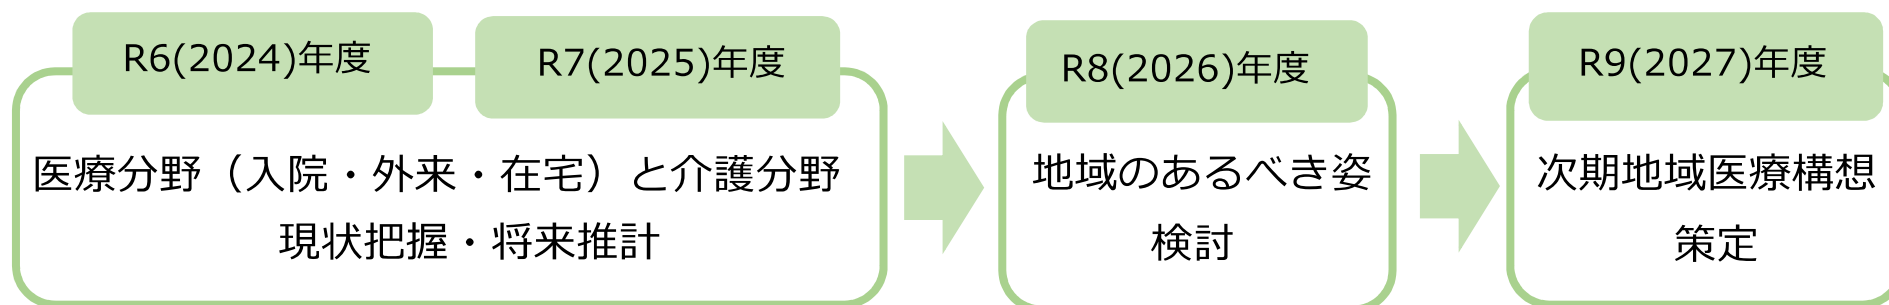 R6(2024)年度
R7(2025)年度
医療分野（入院・外来・在宅）と介護分野
現状把握・将来推計
R8(2026)年度
地域のあるべき姿
検討
R9(2027)年度
次期地域医療構想
策定